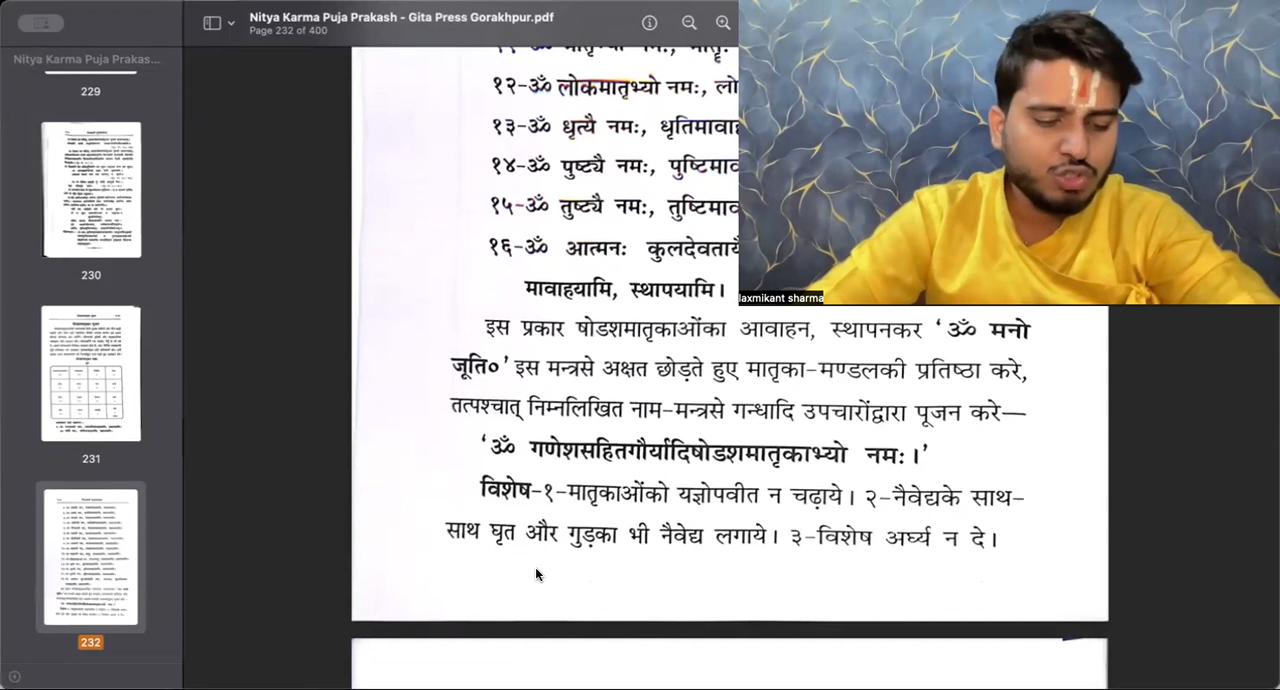 Nitya Karma Puja Prakash - Gita Press Gorakhpur.pdf
Page 232 of 400
Nitya Karma Puja Prakas...
229
230
231
232
नमः,
१२-ॐ लोकमातृभ्यो नमः, लो
१३-ॐ धृत्यै नमः, धृतिमावाह
१४-ॐ पुष्ट्यै नमः, पुष्टिमाव
१५-ॐ तुष्ट्यै नमः, तुष्टिमाव
१६-ॐ आत्मनः कुलदेवतायै
मावाहयामि, स्थापयामि।
इस प्रकार षोडशमातृकाओंका आवाहन, स्थापनकर ‘ॐ मनो
जूति०’ इस मन्त्रसे अक्षत छोड़ते हुए मातृका-मण्डलकी प्रतिष्ठा करे,
तत्पश्चात् निम्नलिखित नाम-मन्त्रसे गन्धादि उपचारोंद्वारा पूजन करे—
‘ॐ गणेशसहितगौर्यादिषोडशमातृकाभ्यो नमः।’
विशेष-१-मातृकाओंको यज्ञोपवीत न चढ़ाये। २-नैवेद्यके साथ-
साथ घृत और गुड़का भी नैवेद्य लगाये। ३-विशेष अर्घ्य न दे।
laxmikant sharma